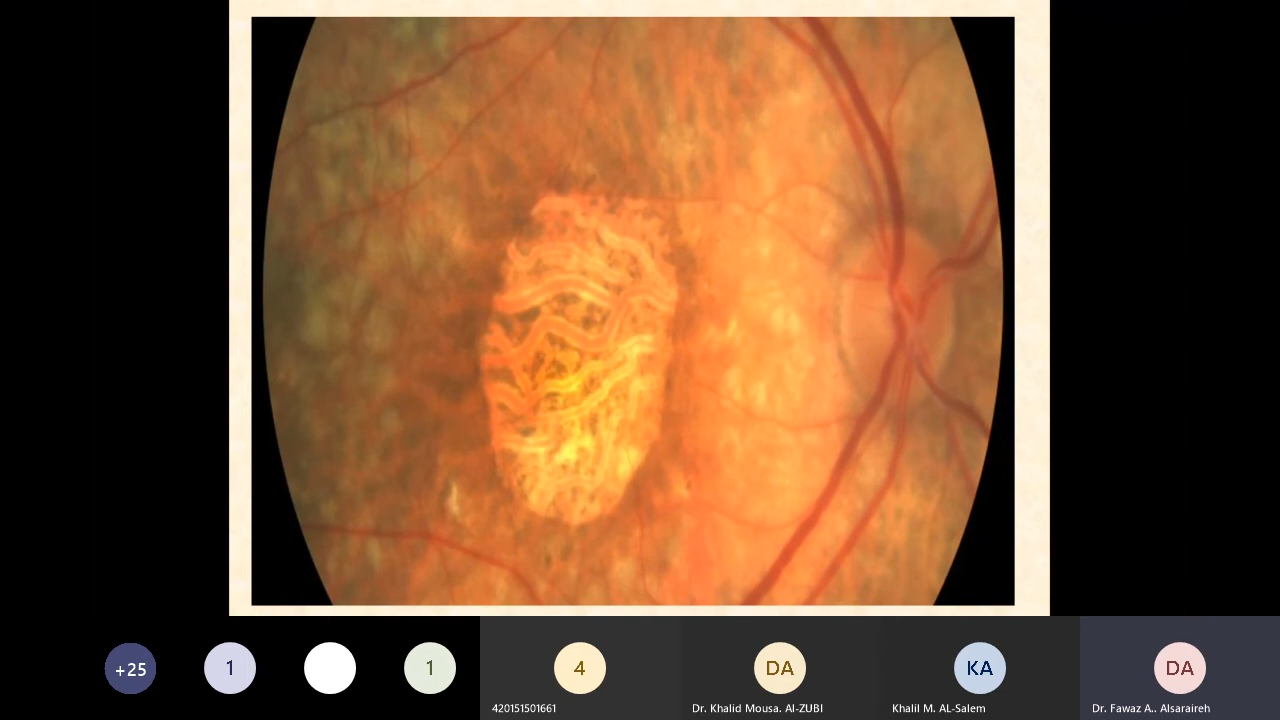 +25
1
1
4
DA
KA
DA
420151501661
Dr. Khalid Mousa. Al-ZUBI
Khalil M. AL-Salem
Dr. Fawaz A.. Alsaraireh